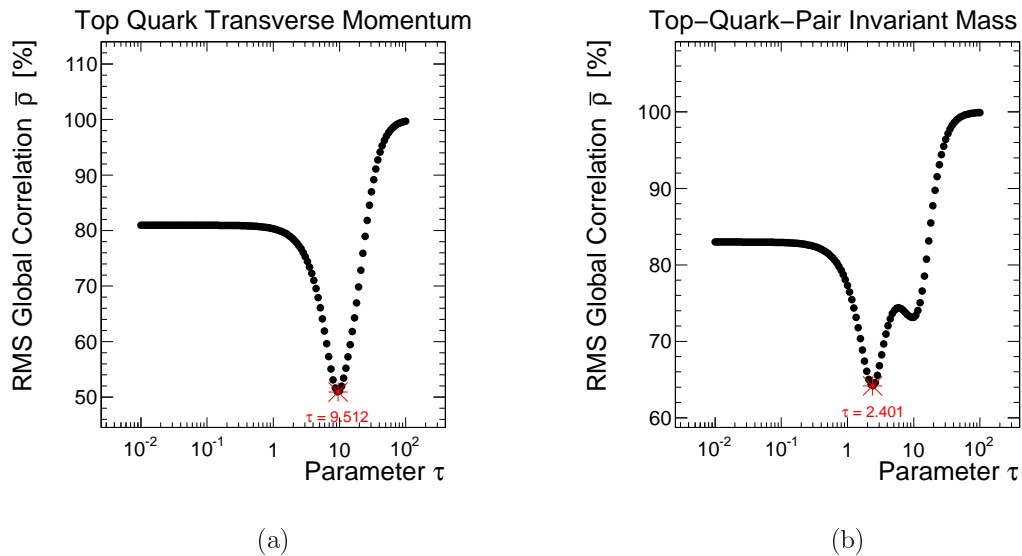 Top Quark Transverse Momentum
RMS Global Correlation ρ̅ [%]
110
100
90
80
70
60
50
τ = 9.512
10⁻² 10⁻¹ 1 10 10²
Parameter τ
(a)
Top−Quark−Pair Invariant Mass
RMS Global Correlation ρ̅ [%]
100
90
80
70
60
τ = 2.401
10⁻² 10⁻¹ 1 10 10²
Parameter τ
(b)